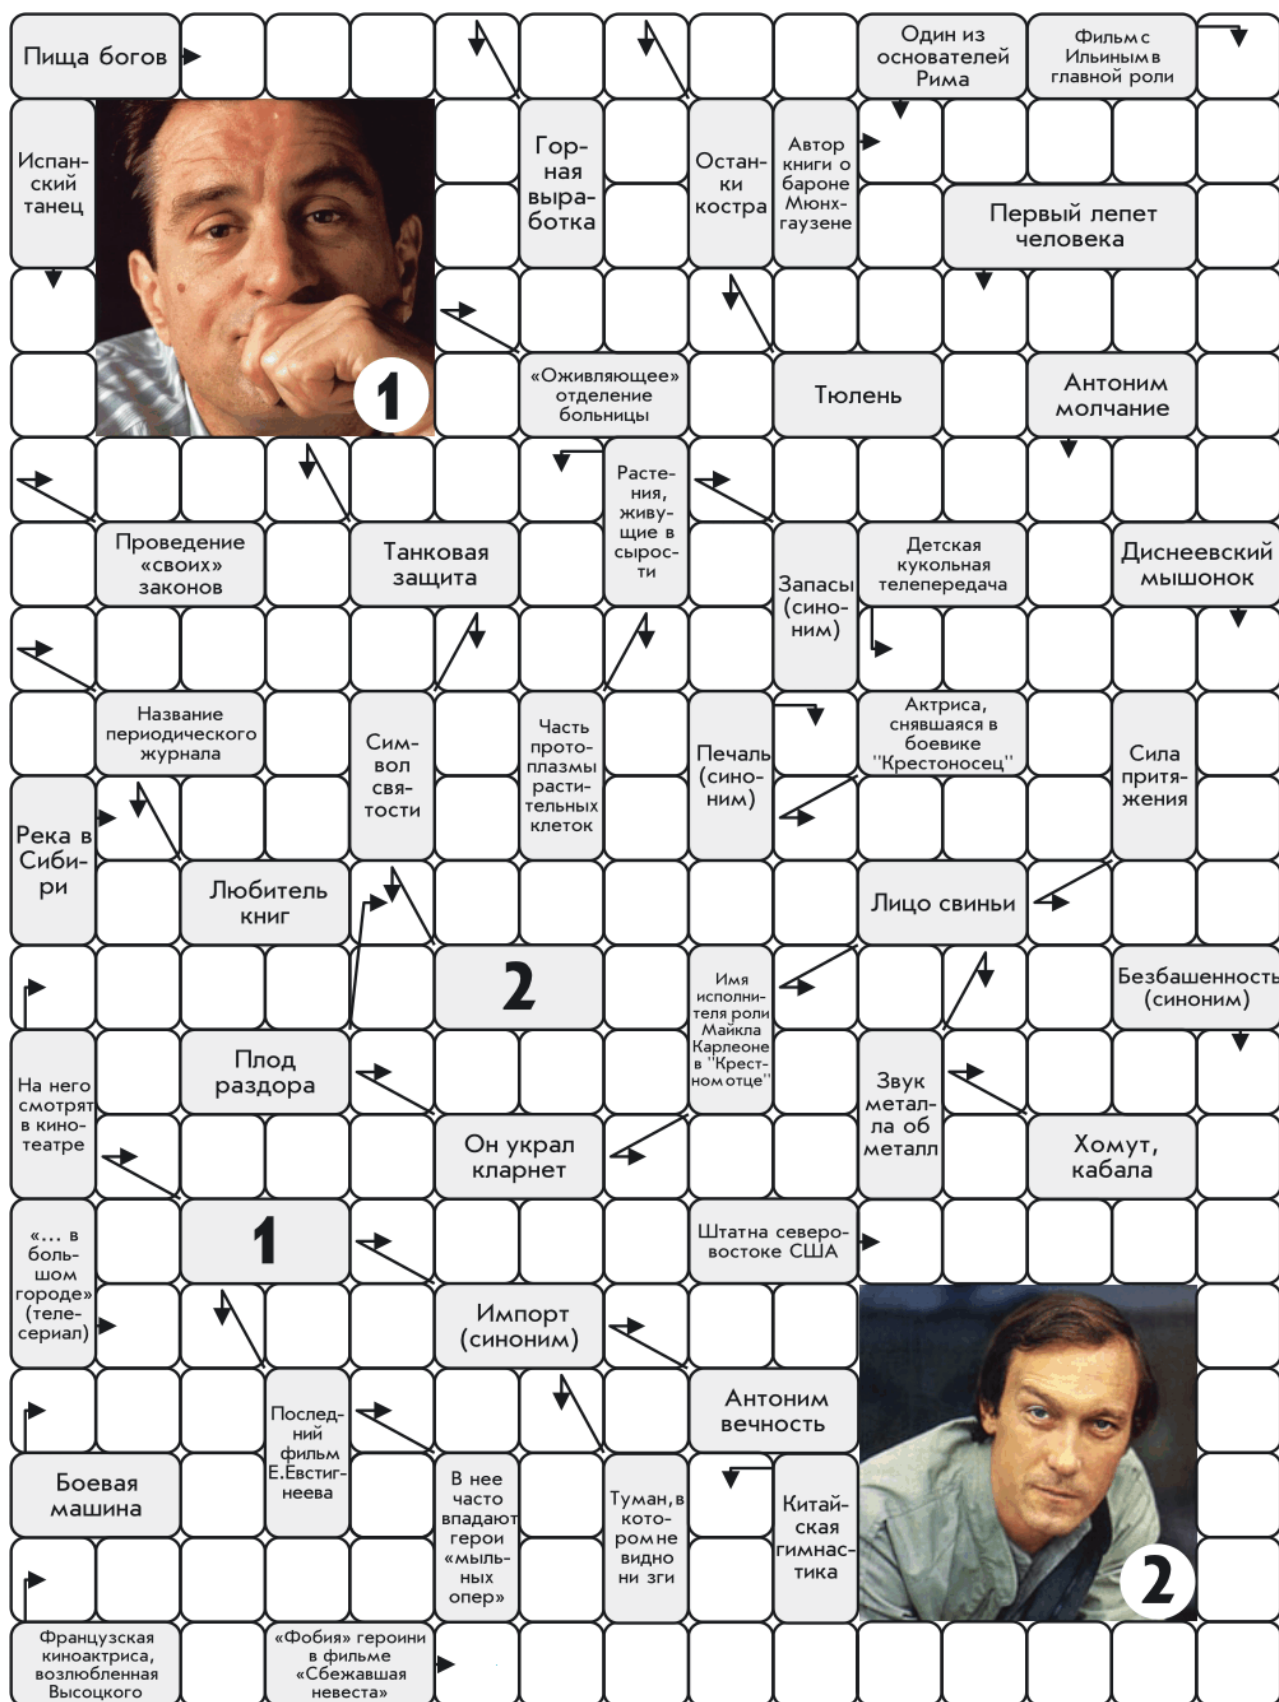 Пища богов
Один из
основателей
Рима
Фильм с
Ильиным в
главной роли
Испан-
ский
танец
Гор-
ная
выра-
ботка
Остан-
ки
костра
Автор
книги о
бароне
Мюнх-
гаузене
Первый лепет
человека
1
«Оживляющее»
отделение
больницы
Тюлень
Антоним
молчание
Расте-
ния,
живу-
щие в
сырос-
ти
Проведение
«своих»
законов
Танковая
защита
Запасы
(сино-
ним)
Детская
кукольная
телепередача
Диснеевский
мышонок
Название
периодического
журнала
Сим-
вол
свя-
тости
Часть
прото-
плазмы
расти-
тельных
клеток
Печаль
(сино-
ним)
Актриса,
снявшаяся в
боевике
"Крестоносец"
Сила
притя-
жения
Река в
Сиби-
ри
Любитель
книг
Лицо свиньи
2
Имя
исполни-
теля роли
Майкла
Карлеоне
в "Крест-
ном отце"
Безбашенность
(синоним)
На него
смотрят
в кино-
театре
Плод
раздора
Звук
метал-
ла об
металл
Он украл
кларнет
Хомут,
кабала
«... в
боль-
шом
городе»
(теле-
сериал)
1
Штат на северо-
востоке США
Импорт
(синоним)
Послед-
ний
фильм
Е.Евстиг-
неева
Антоним
вечность
Боевая
машина
В нее
часто
впадают
герои
«мыль-
ных
опер»
Туман, в
кото-
ром не
видно
ни зги
Китай-
ская
гимнас-
тика
2
Французская
киноактриса,
возлюбленная
Высоцкого
«Фобия» героини
в фильме
«Сбежавшая
невеста»